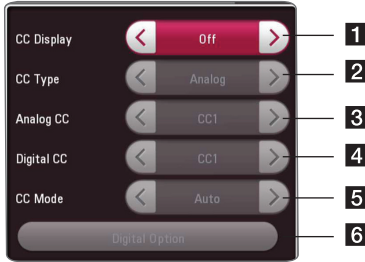 CC Display Off 1
CC Type Analog 2
Analog CC CC1 3
Digital CC CC1 4
CC Mode Auto 5
Digital Option 6